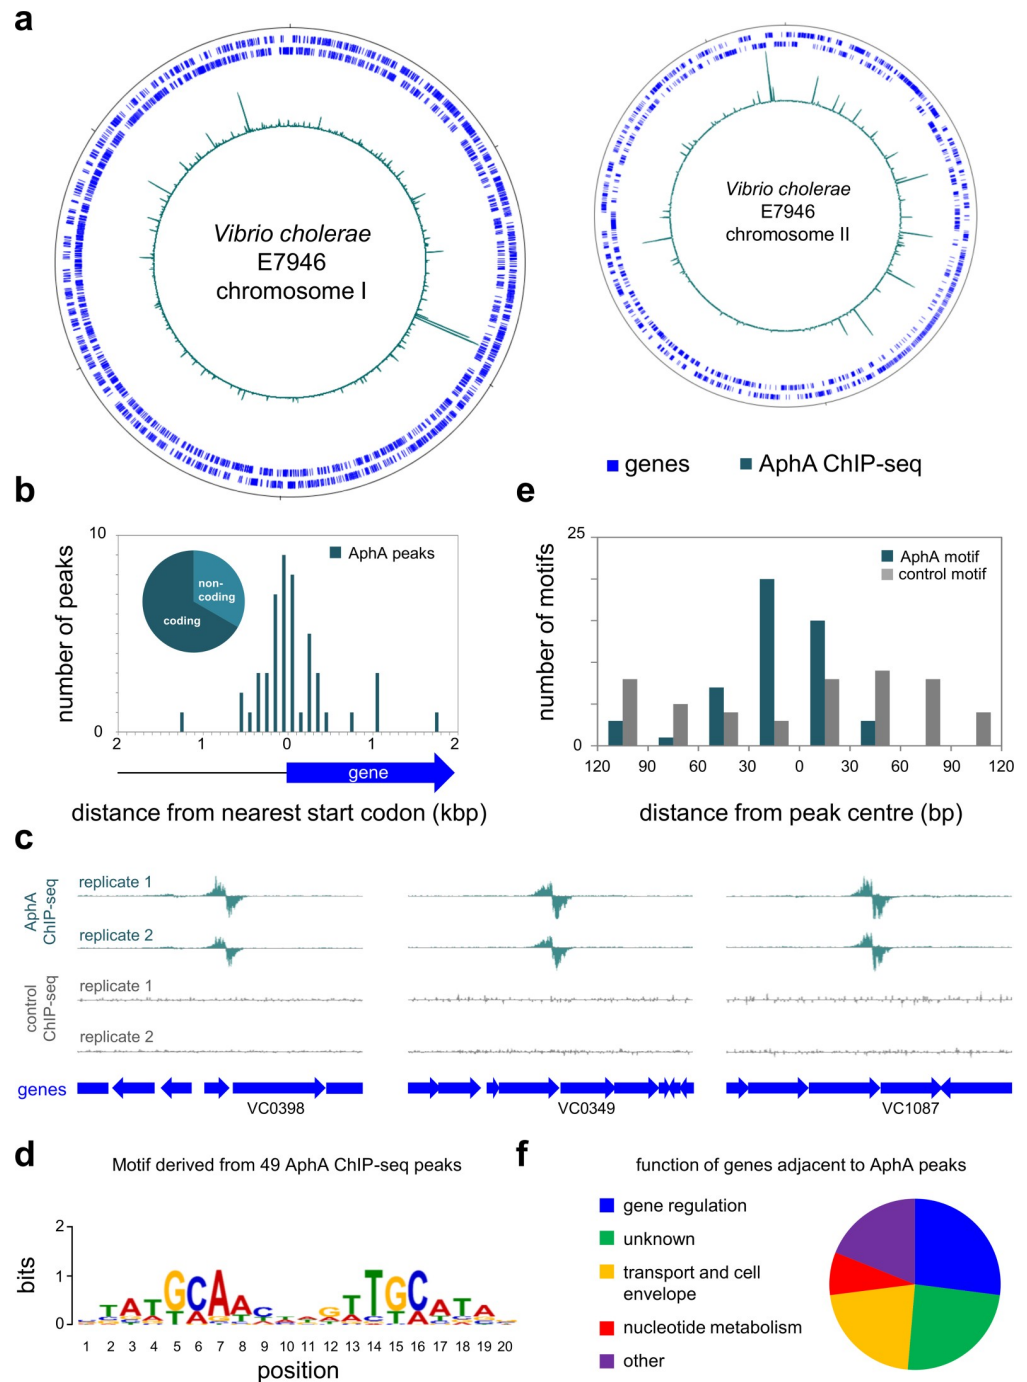 a
Vibrio cholerae
E7946
chromosome I
Vibrio cholerae
E7946
chromosome II
genes
AphA ChIP-seq
b
number of peaks
10
0
AphA peaks
non-
coding
coding
2 1 0 1 2
gene
distance from nearest start codon (kbp)
e
number of motifs
25
0
AphA motif
control motif
120 90 60 30 0 30 60 90 120
distance from peak centre (bp)
c
AphA
ChIP-seq
replicate 1
replicate 2
control
ChIP-seq
replicate 1
replicate 2
genes
VC0398
VC0349
VC1087
d
Motif derived from 49 AphA ChIP-seq peaks
bits
2
1
0
TATGCAAC
GTTGCATA
1 2 3 4 5 6 7 8 9 10 11 12 13 14 15 16 17 18 19 20
position
f
function of genes adjacent to AphA peaks
gene regulation
unknown
transport and cell
envelope
nucleotide metabolism
other